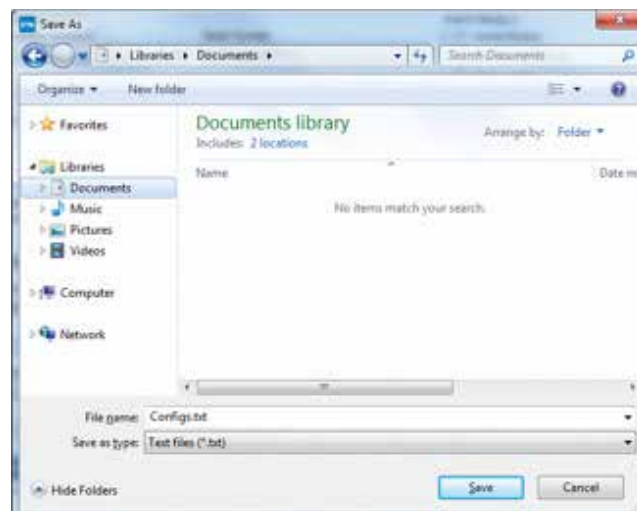 Save As
Libraries Documents
Search Documents
Organize New folder
Favorites
Libraries
Documents
Music
Pictures
Videos
Computer
Network
Documents library
Includes: 2 locations
Arrange by: Folder
Name
No items match your search.
File name: Configs.txt
Save as type: Text files (*.txt)
Hide Folders
Save Cancel